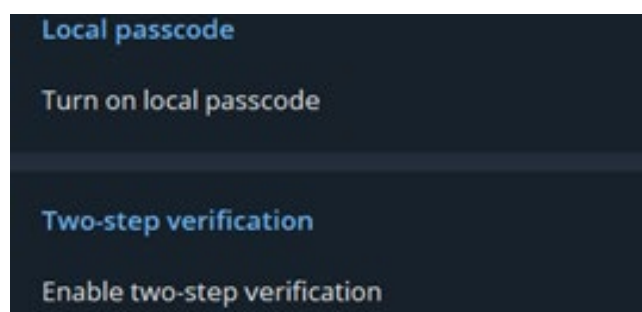 Local passcode
Turn on local passcode
Two-step verification
Enable two-step verification